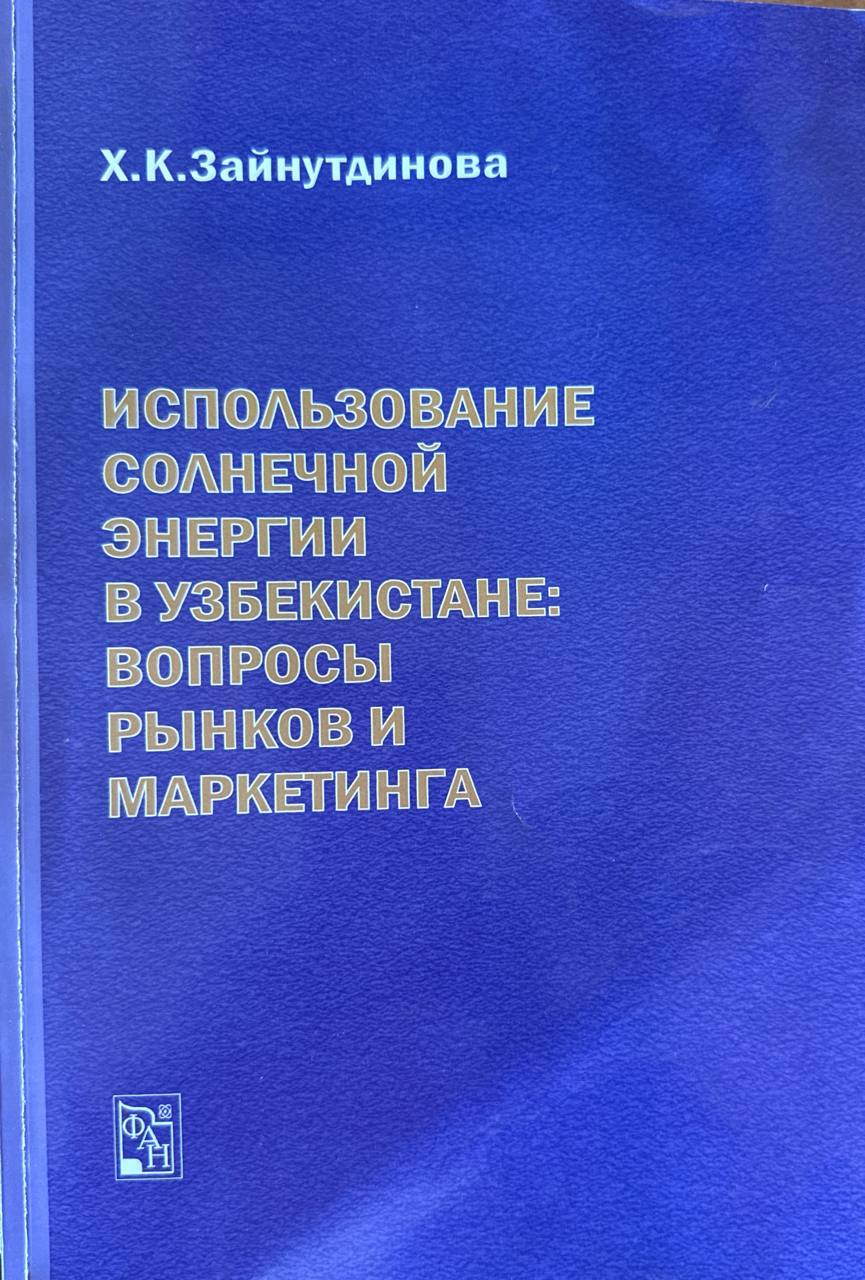 Х.К.Зайнутдинова
ИСПОЛЬЗОВАНИЕ
СОЛНЕЧНОЙ
ЭНЕРГИИ
В УЗБЕКИСТАНЕ:
ВОПРОСЫ
РЫНКОВ И
МАРКЕТИНГА
ФАН